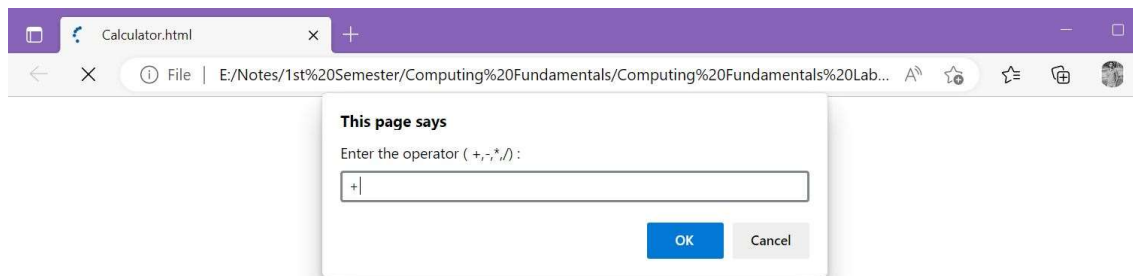 Calculator.html
File | E:/Notes/1st%20Semester/Computing%20Fundamentals/Computing%20Fundamentals%20Lab...
This page says
Enter the operator ( +,-,*,/) :
+
OK Cancel